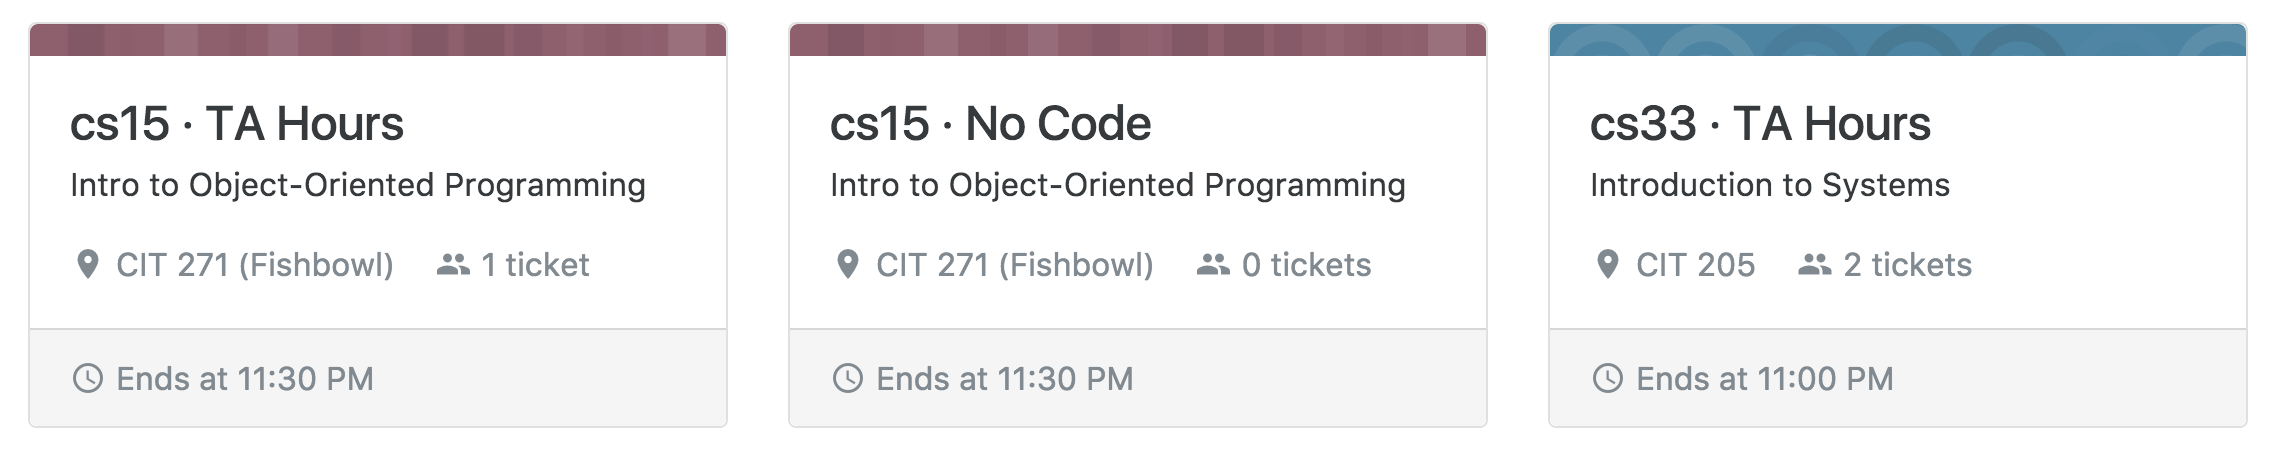 cs15 · TA Hours
Intro to Object-Oriented Programming
CIT 271 (Fishbowl) 1 ticket
Ends at 11:30 PM
cs15 · No Code
Intro to Object-Oriented Programming
CIT 271 (Fishbowl) 0 tickets
Ends at 11:30 PM
cs33 · TA Hours
Introduction to Systems
CIT 205 2 tickets
Ends at 11:00 PM